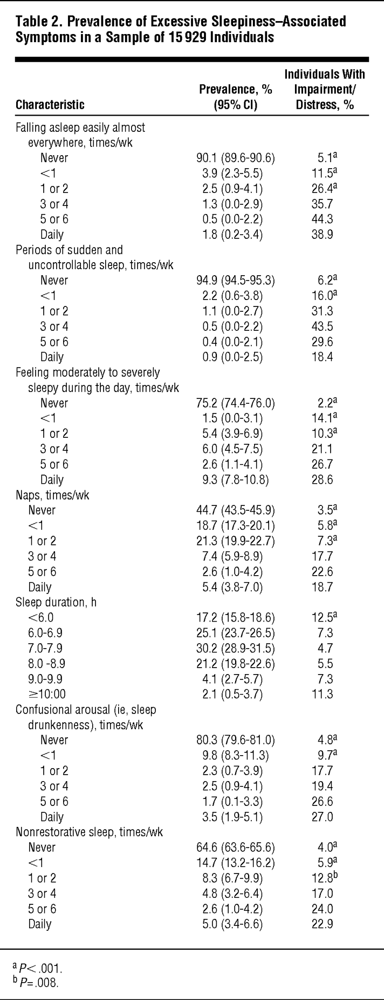 Table 2. Prevalence of Excessive Sleepiness–Associated
Symptoms in a Sample of 15 929 Individuals
Characteristic Prevalence, % (95% CI) Individuals With Impairment/ Distress, %
Falling asleep easily almost
everywhere, times/wk
Never 90.1 (89.6-90.6) 5.1a
<1 3.9 (2.3-5.5) 11.5a
1 or 2 2.5 (0.9-4.1) 26.4a
3 or 4 1.3 (0.0-2.9) 35.7
5 or 6 0.5 (0.0-2.2) 44.3
Daily 1.8 (0.2-3.4) 38.9
Periods of sudden and
uncontrollable sleep, times/wk
Never 94.9 (94.5-95.3) 6.2a
<1 2.2 (0.6-3.8) 16.0a
1 or 2 1.1 (0.0-2.7) 31.3
3 or 4 0.5 (0.0-2.2) 43.5
5 or 6 0.4 (0.0-2.1) 29.6
Daily 0.9 (0.0-2.5) 18.4
Feeling moderately to severely
sleepy during the day, times/wk
Never 75.2 (74.4-76.0) 2.2a
<1 1.5 (0.0-3.1) 14.1a
1 or 2 5.4 (3.9-6.9) 10.3a
3 or 4 6.0 (4.5-7.5) 21.1
5 or 6 2.6 (1.1-4.1) 26.7
Daily 9.3 (7.8-10.8) 28.6
Naps, times/wk
Never 44.7 (43.5-45.9) 3.5a
<1 18.7 (17.3-20.1) 5.8a
1 or 2 21.3 (19.9-22.7) 7.3a
3 or 4 7.4 (5.9-8.9) 17.7
5 or 6 2.6 (1.0-4.2) 22.6
Daily 5.4 (3.8-7.0) 18.7
Sleep duration, h
<6.0 17.2 (15.8-18.6) 12.5a
6.0-6.9 25.1 (23.7-26.5) 7.3
7.0-7.9 30.2 (28.9-31.5) 4.7
8.0 -8.9 21.2 (19.8-22.6) 5.5
9.0-9.9 4.1 (2.7-5.7) 7.3
≥10:00 2.1 (0.5-3.7) 11.3
Confusional arousal (ie, sleep
drunkenness), times/wk
Never 80.3 (79.6-81.0) 4.8a
<1 9.8 (8.3-11.3) 9.7a
1 or 2 2.3 (0.7-3.9) 17.7
3 or 4 2.5 (0.9-4.1) 19.4
5 or 6 1.7 (0.1-3.3) 26.6
Daily 3.5 (1.9-5.1) 27.0
Nonrestorative sleep, times/wk
Never 64.6 (63.6-65.6) 4.0a
<1 14.7 (13.2-16.2) 5.9a
1 or 2 8.3 (6.7-9.9) 12.8b
3 or 4 4.8 (3.2-6.4) 17.0
5 or 6 2.6 (1.0-4.2) 24.0
Daily 5.0 (3.4-6.6) 22.9
a P< .001.
b P=.008.